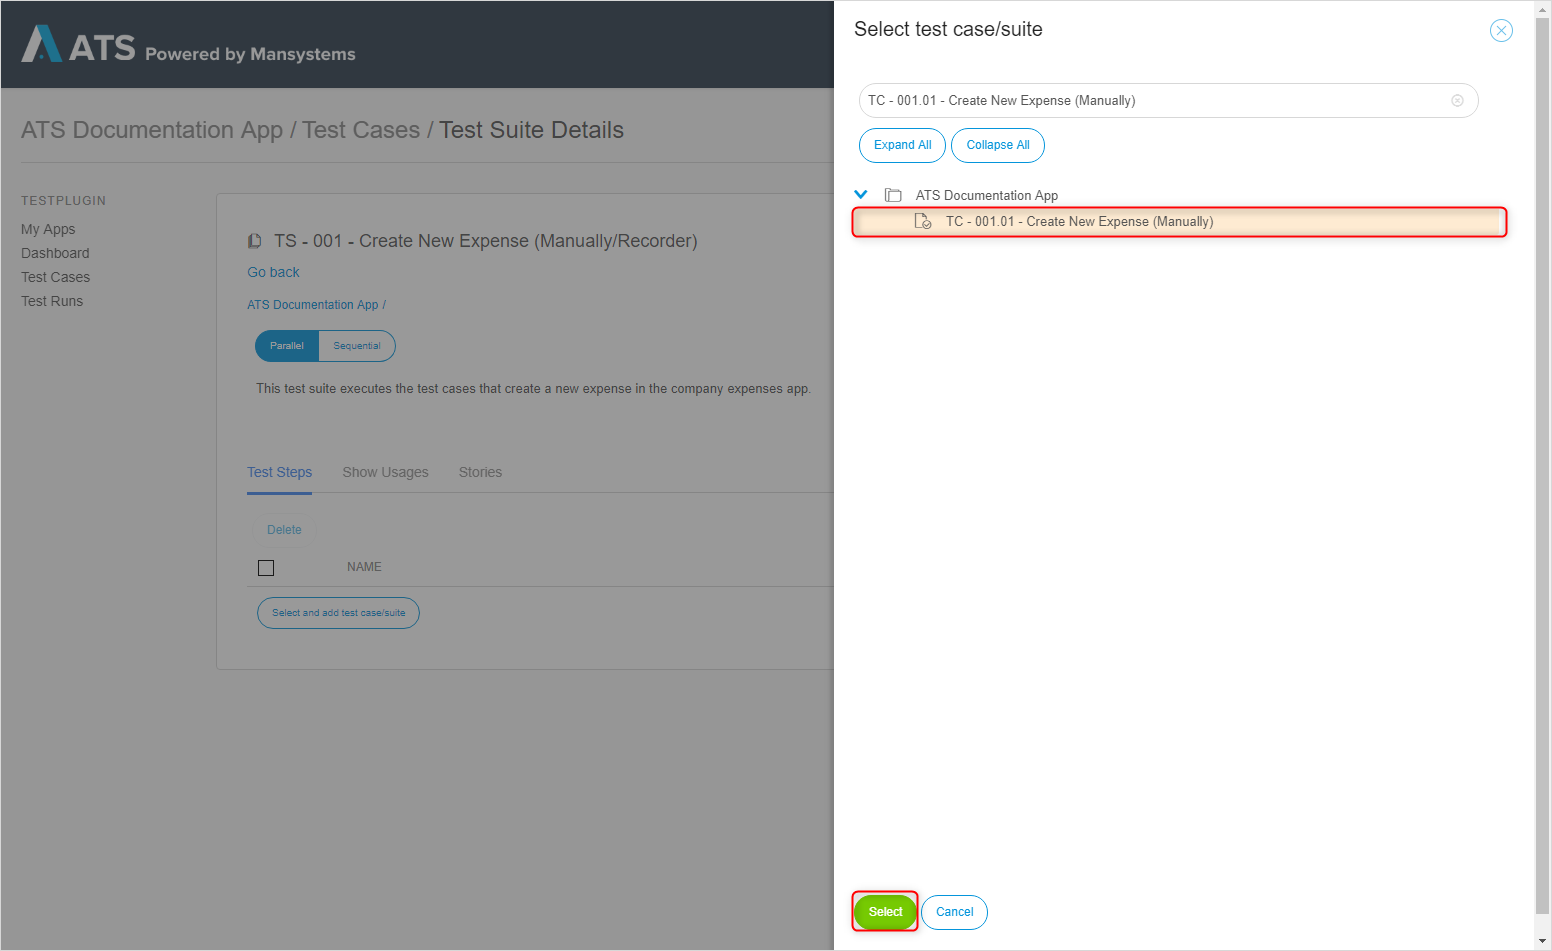 ATS Powered by Mansystems
ATS Documentation App / Test Cases / Test Suite Details
TESTPLUGIN
My Apps
Dashboard
Test Cases
Test Runs
TS - 001 - Create New Expense (Manually/Recorder)
Go back
ATS Documentation App /
Parallel
Sequential
This test suite executes the test cases that create a new expense in the company expenses app.
Test Steps
Show Usages
Stories
Delete
NAME
Select and add test case/suite
Select test case/suite
TC - 001.01 - Create New Expense (Manually)
Expand All
Collapse All
ATS Documentation App
TC - 001.01 - Create New Expense (Manually)
Select
Cancel